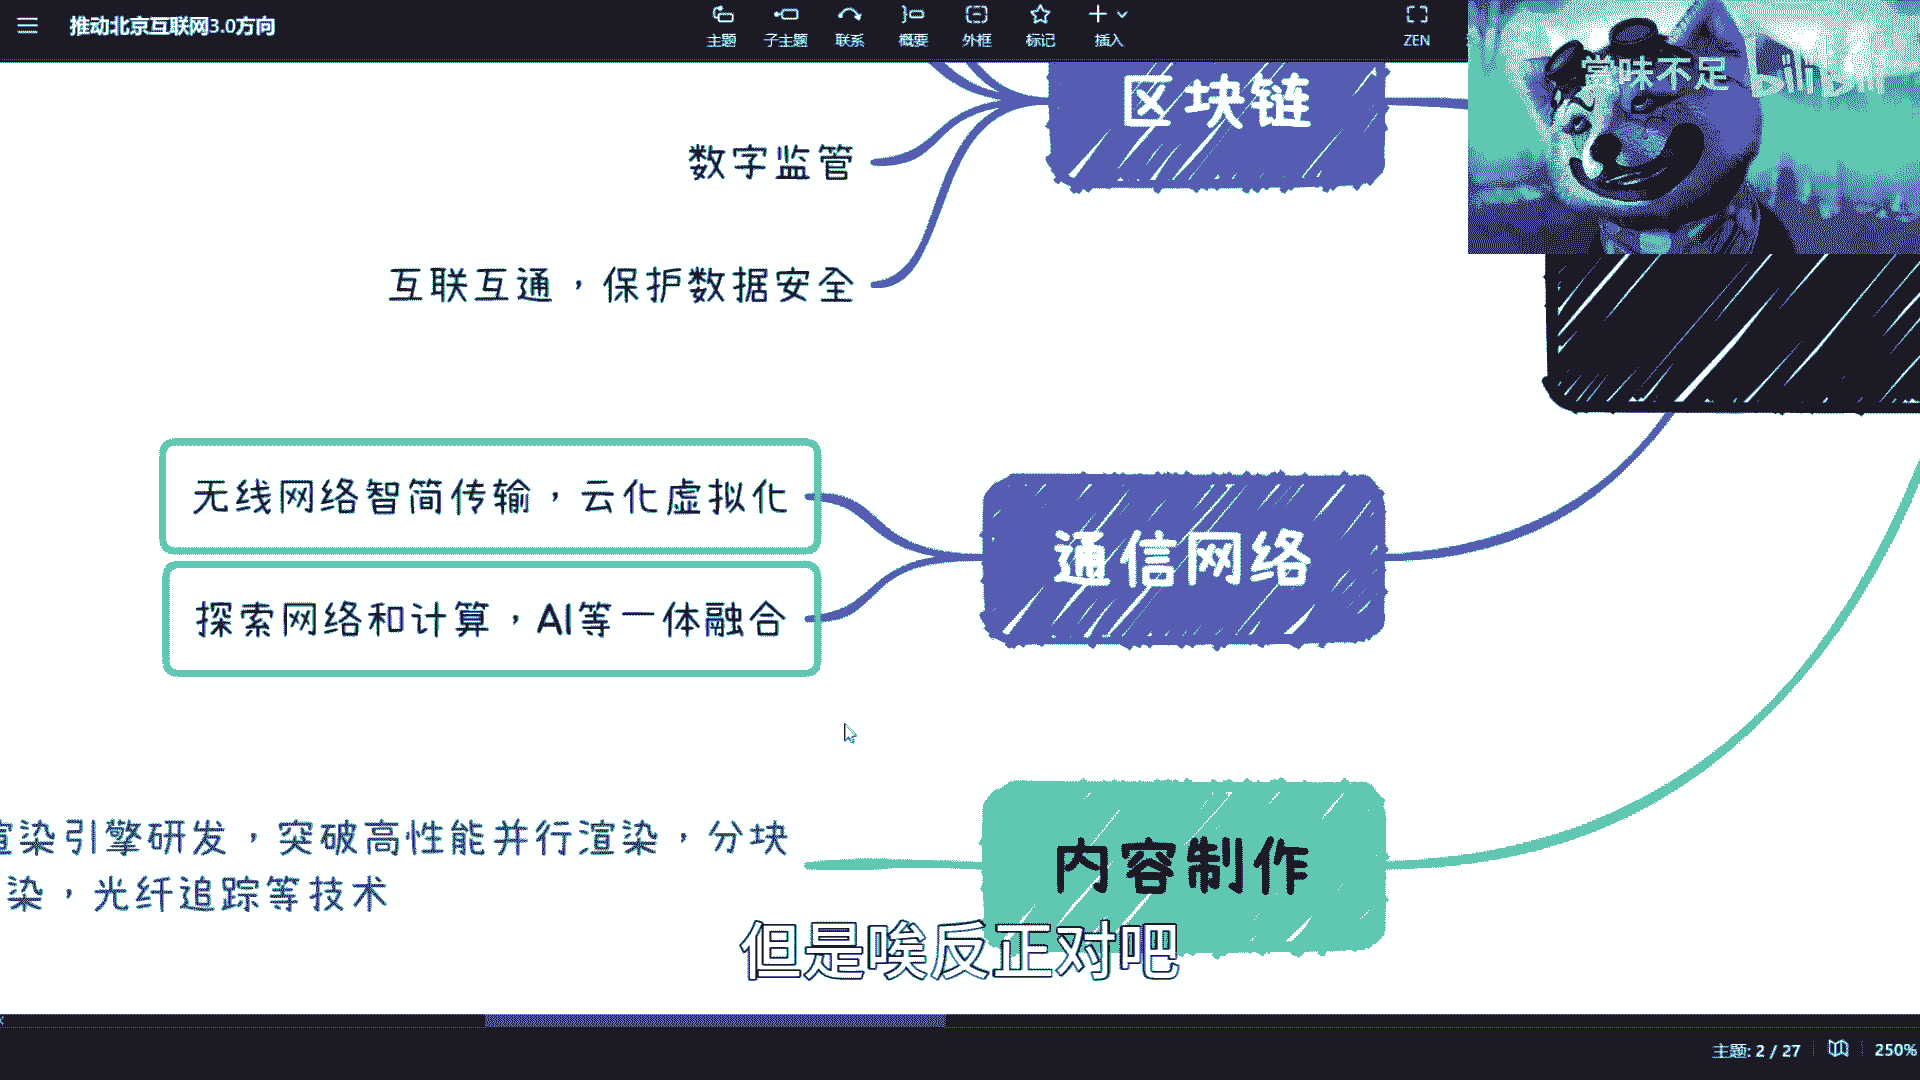 推动北京互联网3.0方向
主题
子主题
联系
概要
外框
标记
插入
ZEN
赏味不足 bilibili
区块链
数字监管
互联互通，保护数据安全
无线网络智简传输，云化虚拟化
通信网络
探索网络和计算，AI等一体融合
渲染引擎研发，突破高性能并行渲染，分块
染，光纤追踪等技术
内容制作
但是唉反正对吧
主题: 2 / 27
250%